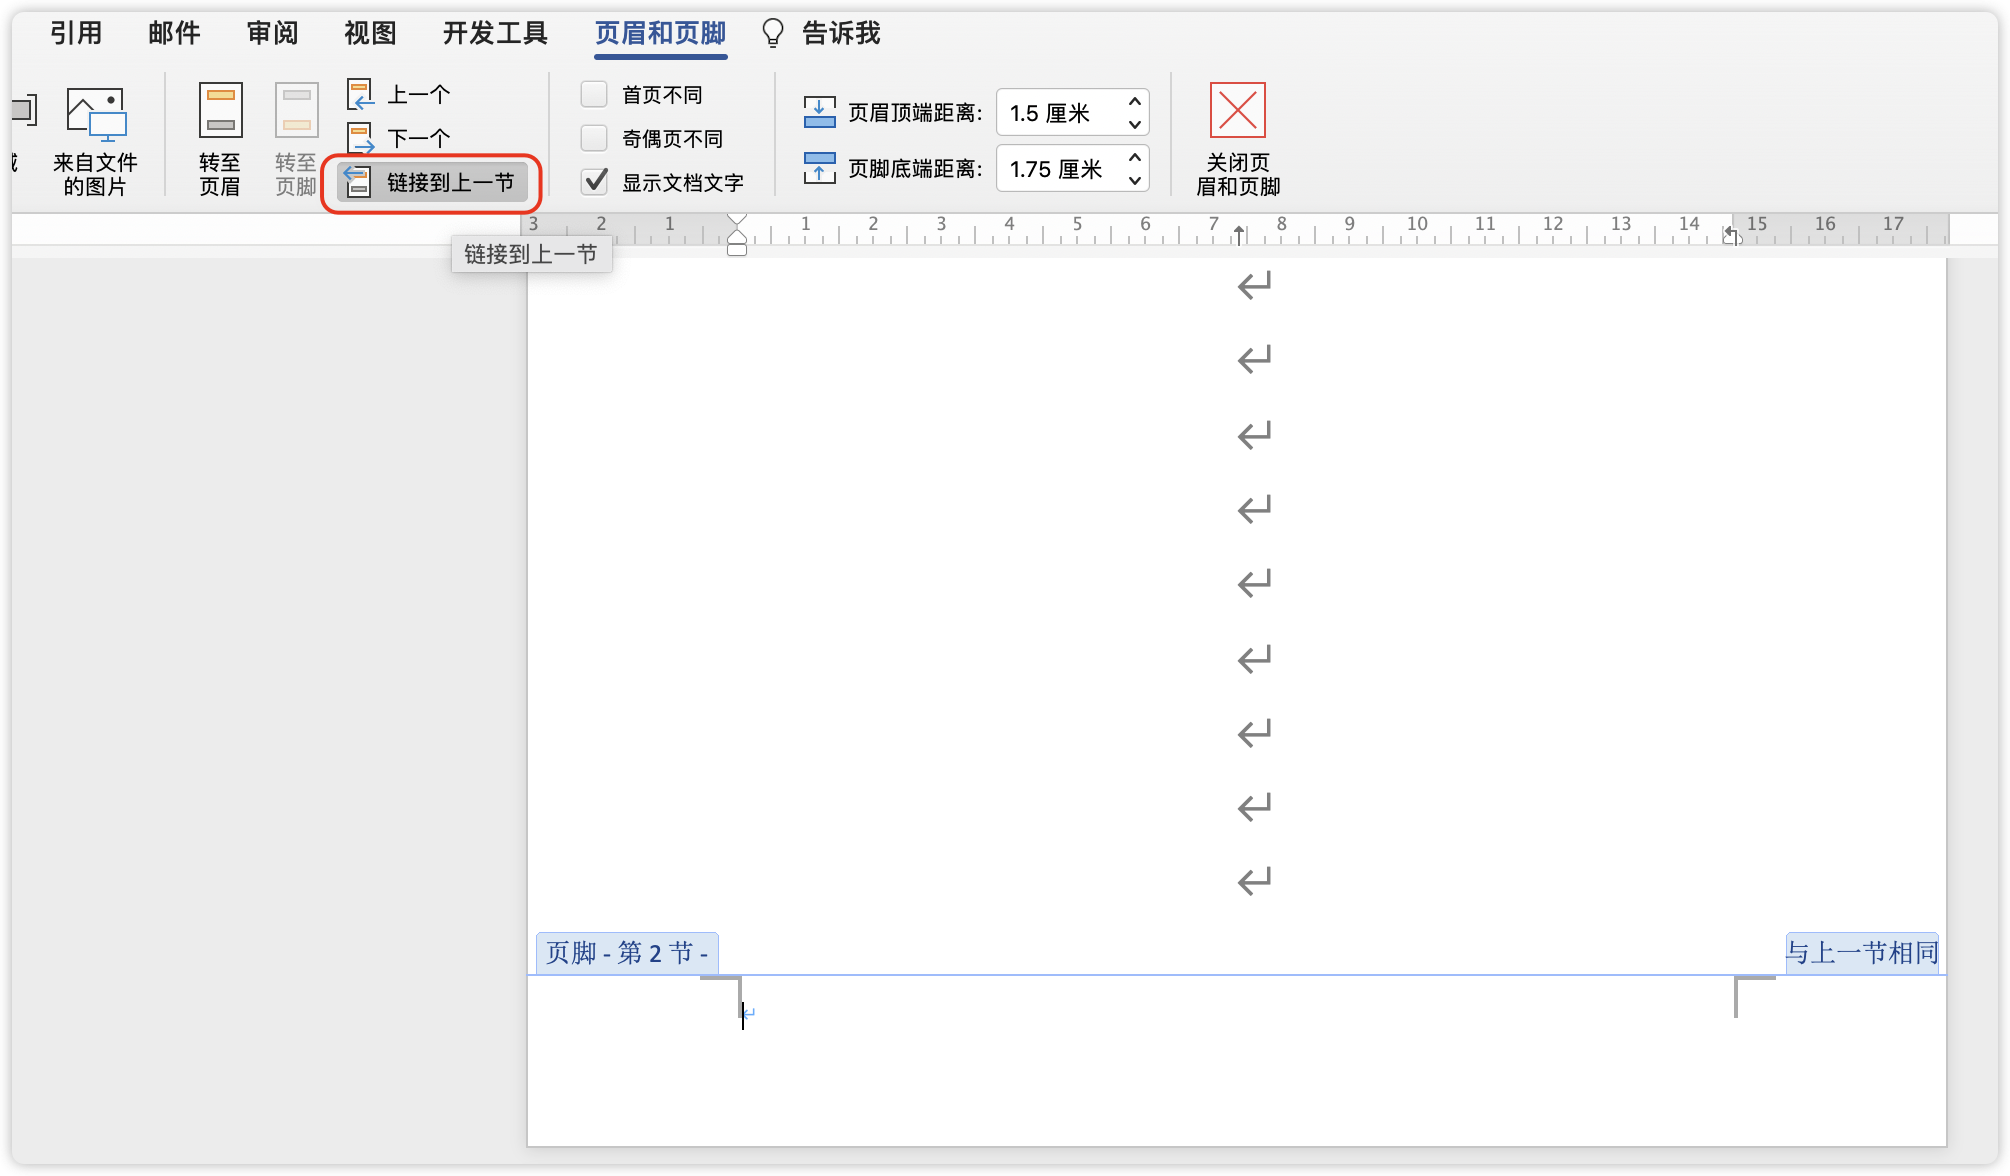 引用 邮件 审阅 视图 开发工具 页眉和页脚 告诉我
来自文件
的图片
转至
页眉
转至
页脚
上一个
下一个
链接到上一节
首页不同
奇偶页不同
显示文档文字
页眉顶端距离: 1.5 厘米
页脚底端距离: 1.75 厘米
关闭页
眉和页脚
3 2 1 1 2 3 4 5 6 7 8 9 10 11 12 13 14 15 16 17
链接到上一节
页脚 - 第 2 节 -
与上一节相同